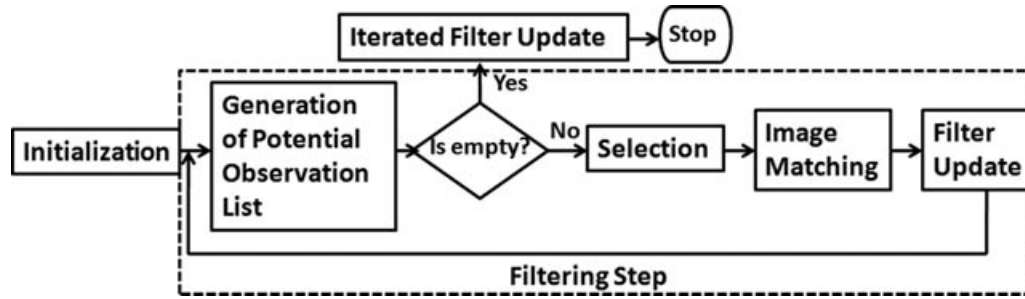 Iterated Filter Update
Stop
Yes
Initialization
Generation
of Potential
Observation
List
Is empty?
No
Selection
Image
Matching
Filter
Update
Filtering Step